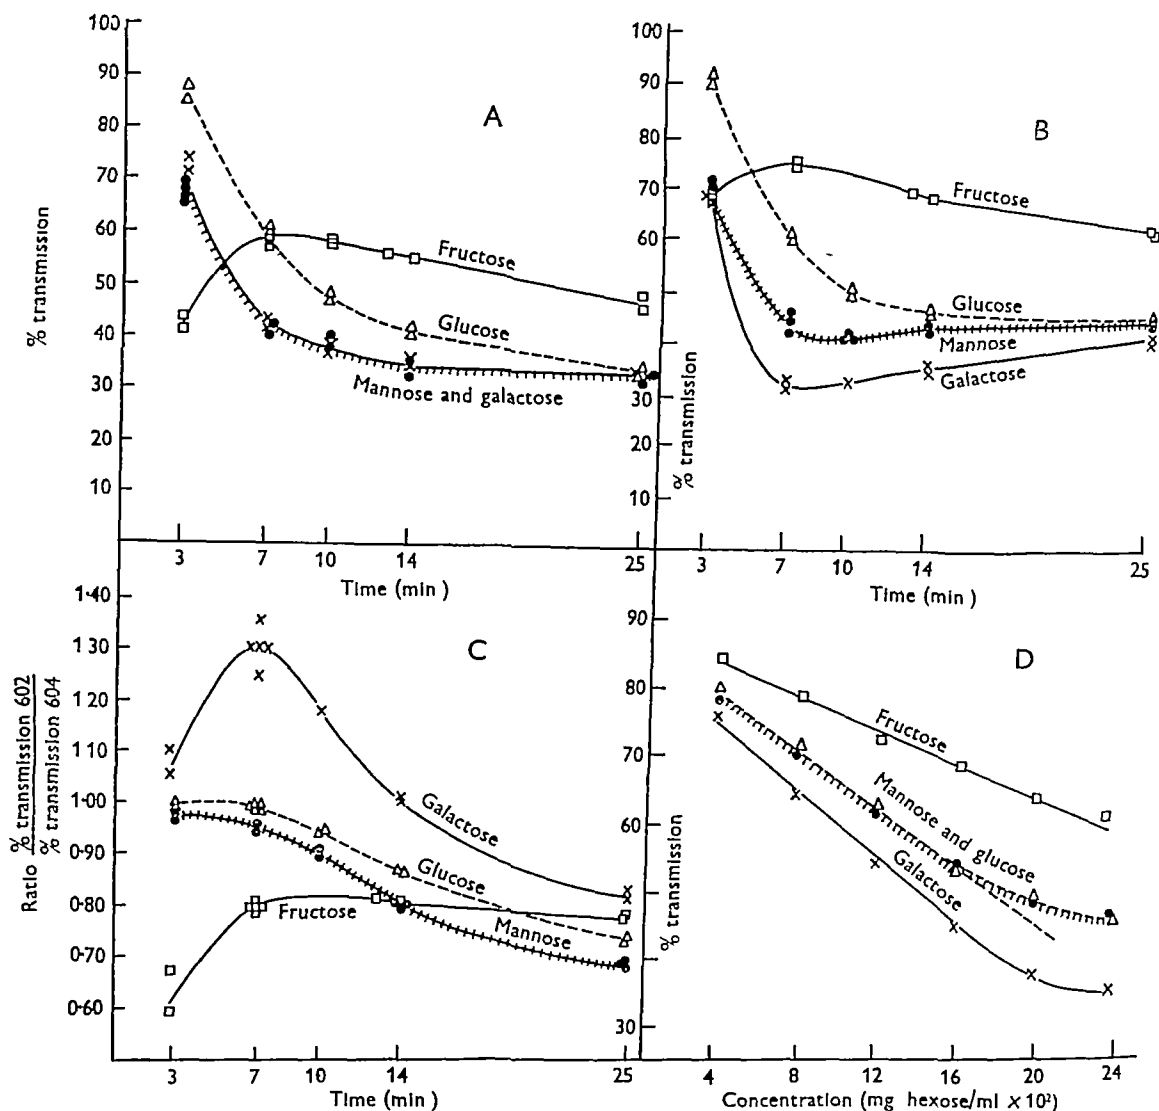 A
% transmission
100
90
80
70
60
50
40
30
20
10
Fructose
Glucose
Mannose and galactose
3 7 10 14 25
Time (min )
B
% transmission
100
90
80
70
60
30
20
10
Fructose
Glucose
Mannose
Galactose
3 7 10 14 25
Time (min )
C
Ratio % transmission 602
% transmission 604
1·40
1·30
1·20
1·10
1·00
0·90
0·80
0·70
0·60
Galactose
Glucose
Fructose
Mannose
3 7 10 14 25
Time (min )
D
% transmission
90
80
70
60
30
Fructose
Mannose and glucose
Galactose
4 8 12 16 20 24
Concentration (mg hexose/ml ×10²)